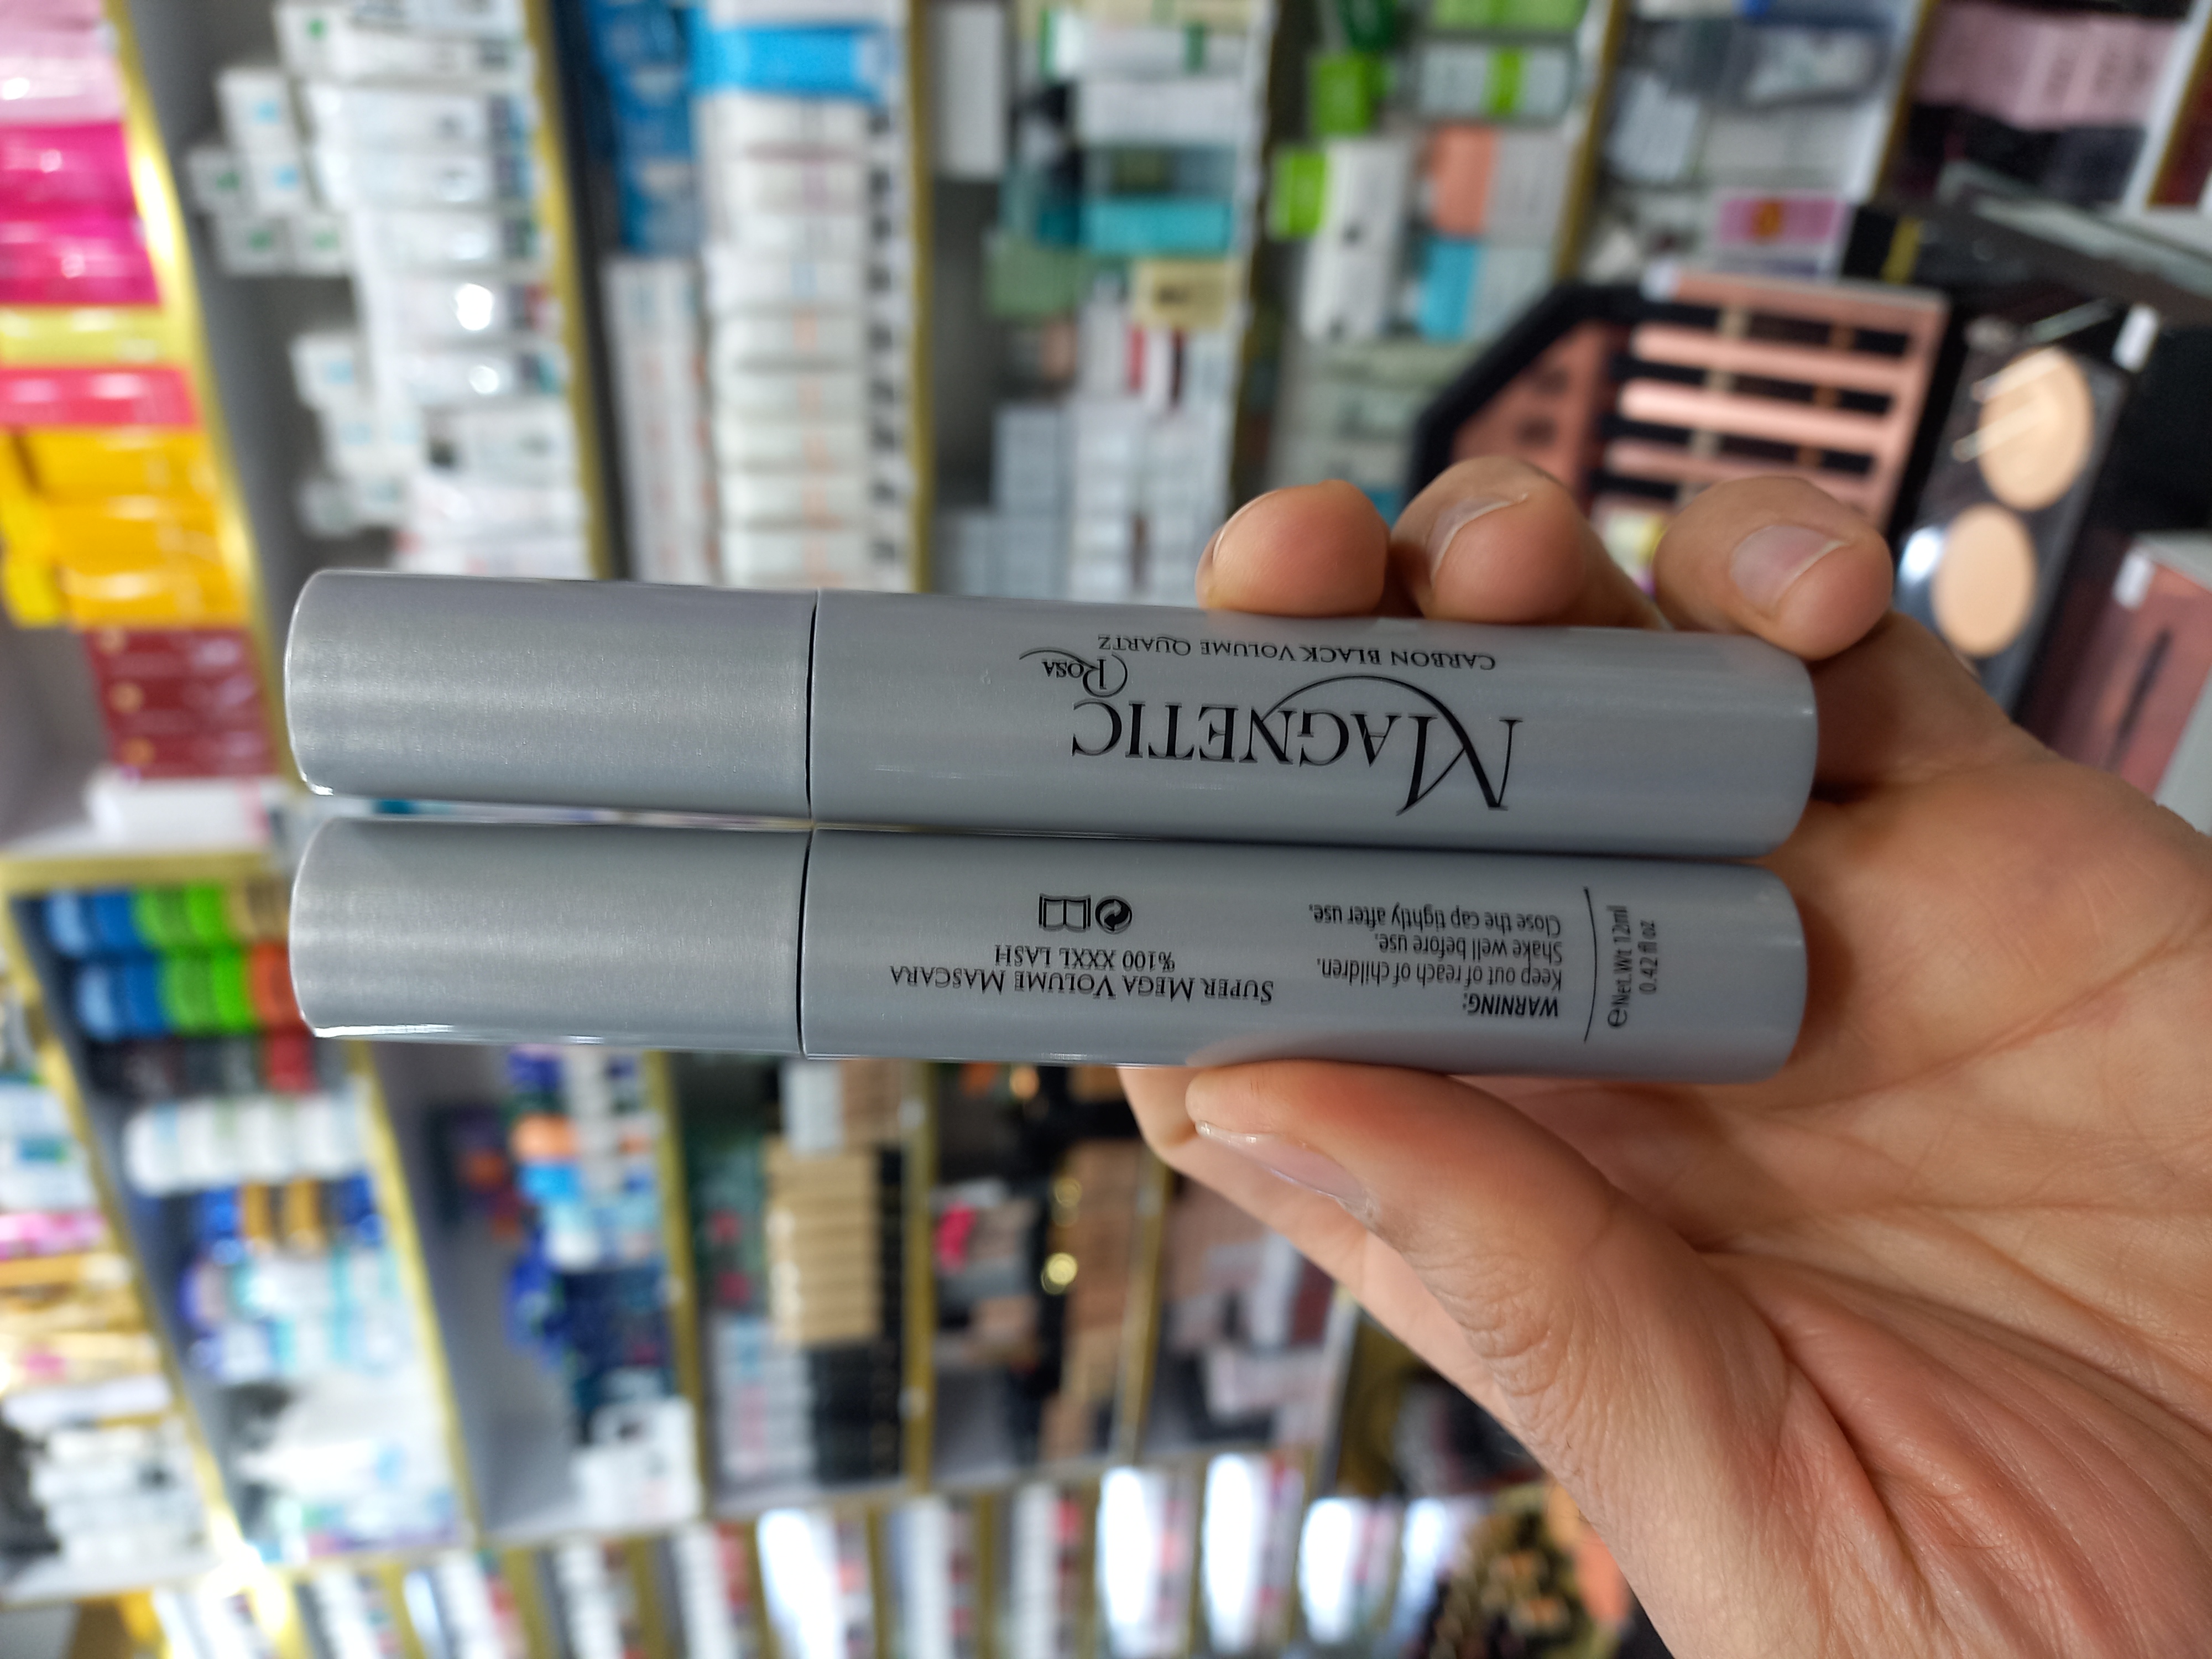 MAGNETIC
ROSA
CARBON BLACK VOLUME QUARTZ
SUPER MEGA VOLUME MASCARA
%100 XXXL LASH
WARNING:
Keep out of reach of children.
Shake well before use.
Close the cap tightly after use.
℮ Net.Wt 12ml
0.42 fl oz